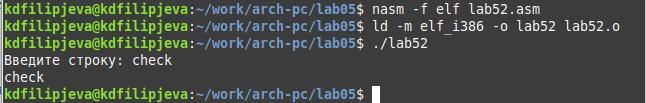 kdfilipjeva@kdfilipjeva:~/work/arch-pc/lab05$ nasm -f elf lab52.asm
kdfilipjeva@kdfilipjeva:~/work/arch-pc/lab05$ ld -m elf_i386 -o lab52 lab52.o
kdfilipjeva@kdfilipjeva:~/work/arch-pc/lab05$ ./lab52
Введите строку: check
check
kdfilipjeva@kdfilipjeva:~/work/arch-pc/lab05$